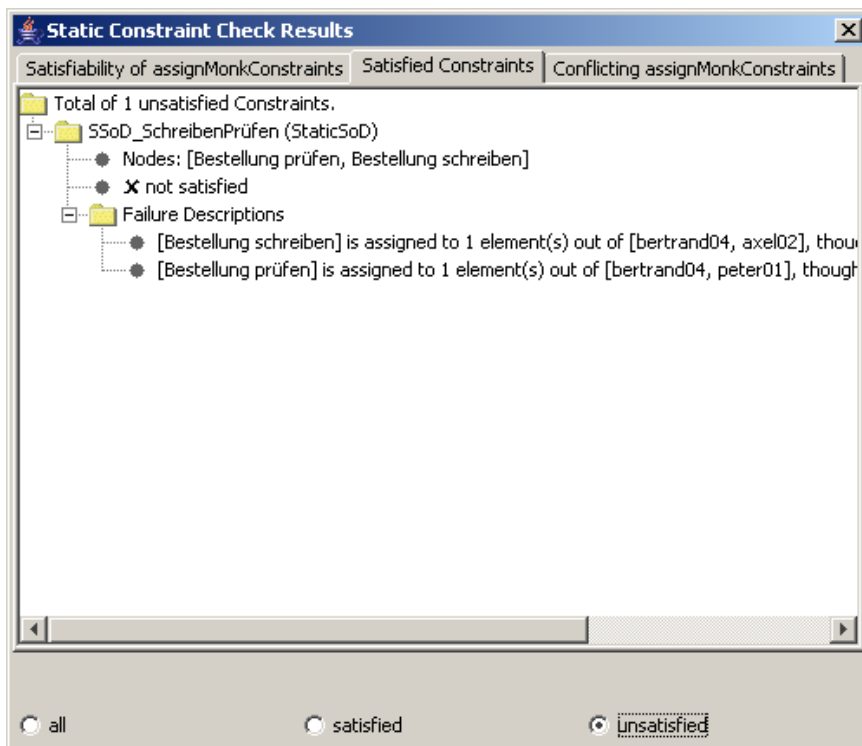 Static Constraint Check Results
Satisfiability of assignMonkConstraints Satisfied Constraints Conflicting assignMonkConstraints
Total of 1 unsatisfied Constraints.
SSoD_SchreibenPrüfen (StaticSoD)
Nodes: [Bestellung prüfen, Bestellung schreiben]
✗ not satisfied
Failure Descriptions
[Bestellung schreiben] is assigned to 1 element(s) out of [bertrand04, axel02], thou
[Bestellung prüfen] is assigned to 1 element(s) out of [bertrand04, peter01], though
all satisfied unsatisfied